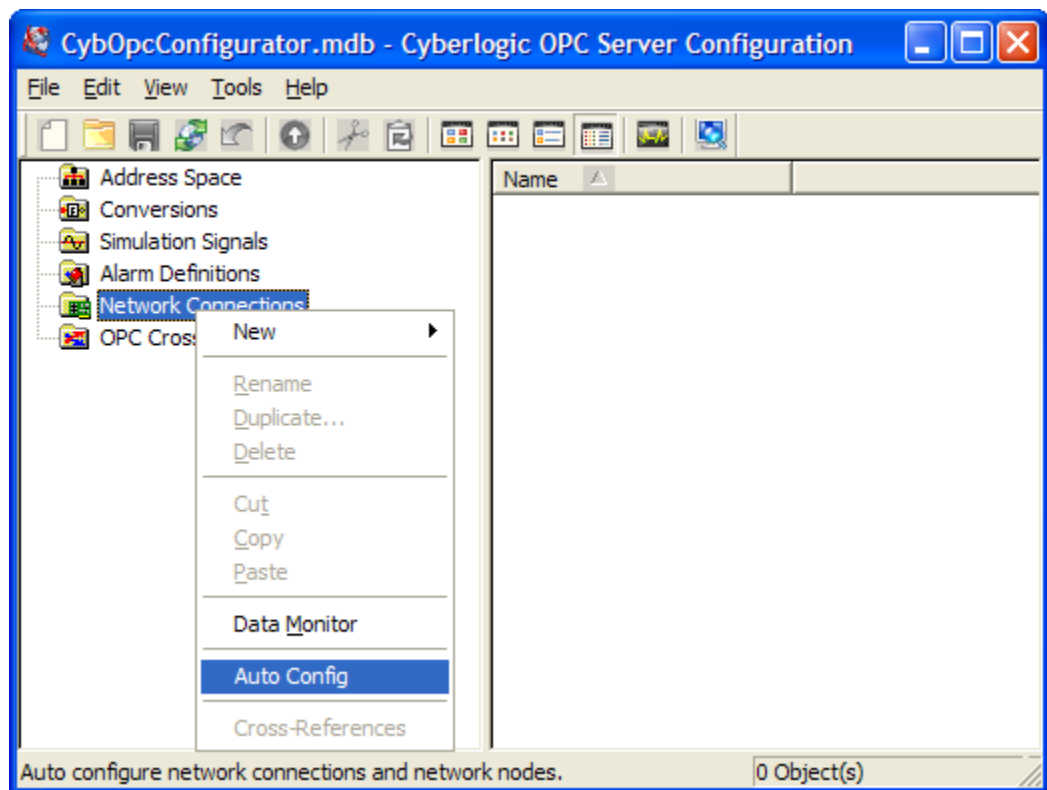 CybOpcConfigurator.mdb - Cyberlogic OPC Server Configuration
File Edit View Tools Help
Address Space
Name
Conversions
Simulation Signals
Alarm Definitions
Network Connections
OPC Cros
New
Rename
Duplicate...
Delete
Cut
Copy
Paste
Data Monitor
Auto Config
Cross-References
Auto configure network connections and network nodes.
0 Object(s)